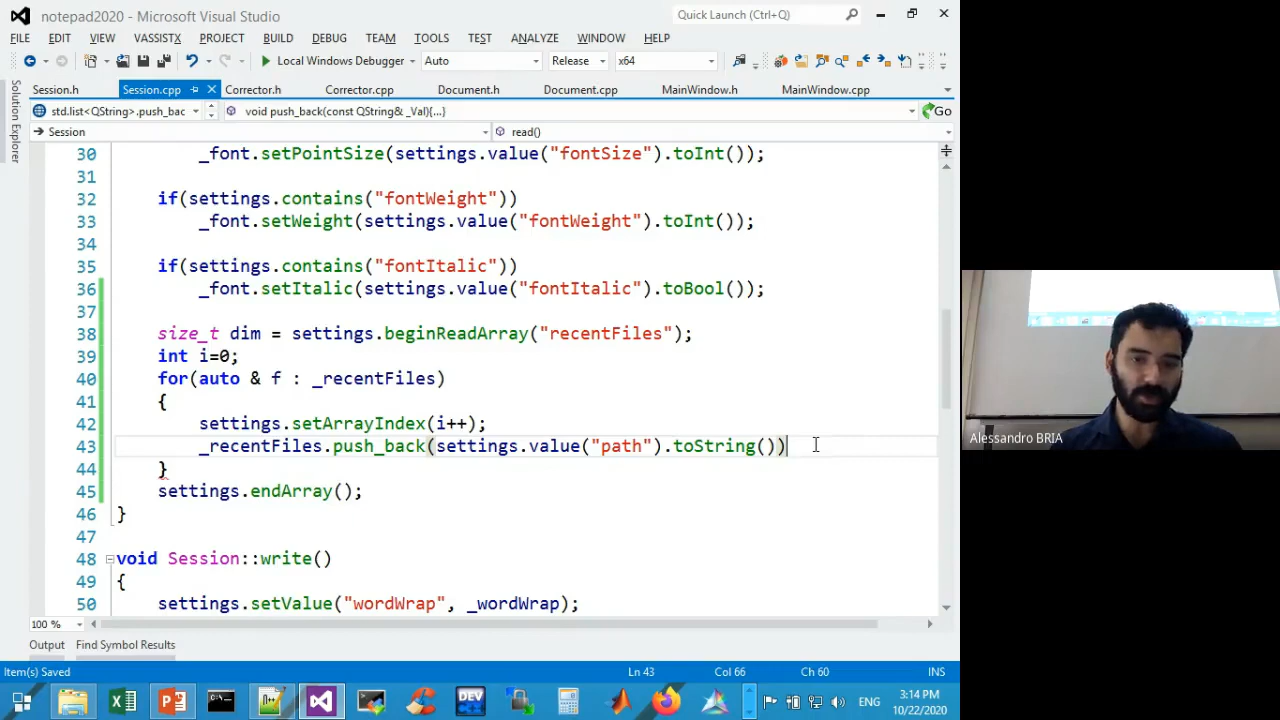 notepad2020 - Microsoft Visual Studio
Quick Launch (Ctrl+Q)
FILE EDIT VIEW VASSISTX PROJECT BUILD DEBUG TEAM TOOLS TEST ANALYZE WINDOW HELP
Local Windows Debugger Auto Release x64
Solution Explorer
Session.h Session.cpp Corrector.h Corrector.cpp Document.h Document.cpp MainWindow.h MainWindow.cpp
std.list<QString>.push_bac void push_back(const QString& _Val){...} Go
Session read()
30 _font.setPointSize(settings.value("fontSize").toInt());
31
32 if(settings.contains("fontWeight"))
33 _font.setWeight(settings.value("fontWeight").toInt());
34
35 if(settings.contains("fontItalic"))
36 _font.setItalic(settings.value("fontItalic").toBool());
37
38 size_t dim = settings.beginReadArray("recentFiles");
39 int i=0;
40 for(auto & f : _recentFiles)
41 {
42 settings.setArrayIndex(i++);
43 _recentFiles.push_back(settings.value("path").toString())
44 }
45 settings.endArray();
46 }
47
48 void Session::write()
49 {
50 settings.setValue("wordWrap", _wordWrap);
100 %
Output Find Symbol Results
Item(s) Saved Ln 43 Col 66 Ch 60 INS
DEV
ENG
3:14 PM
10/22/2020
Alessandro BRIA